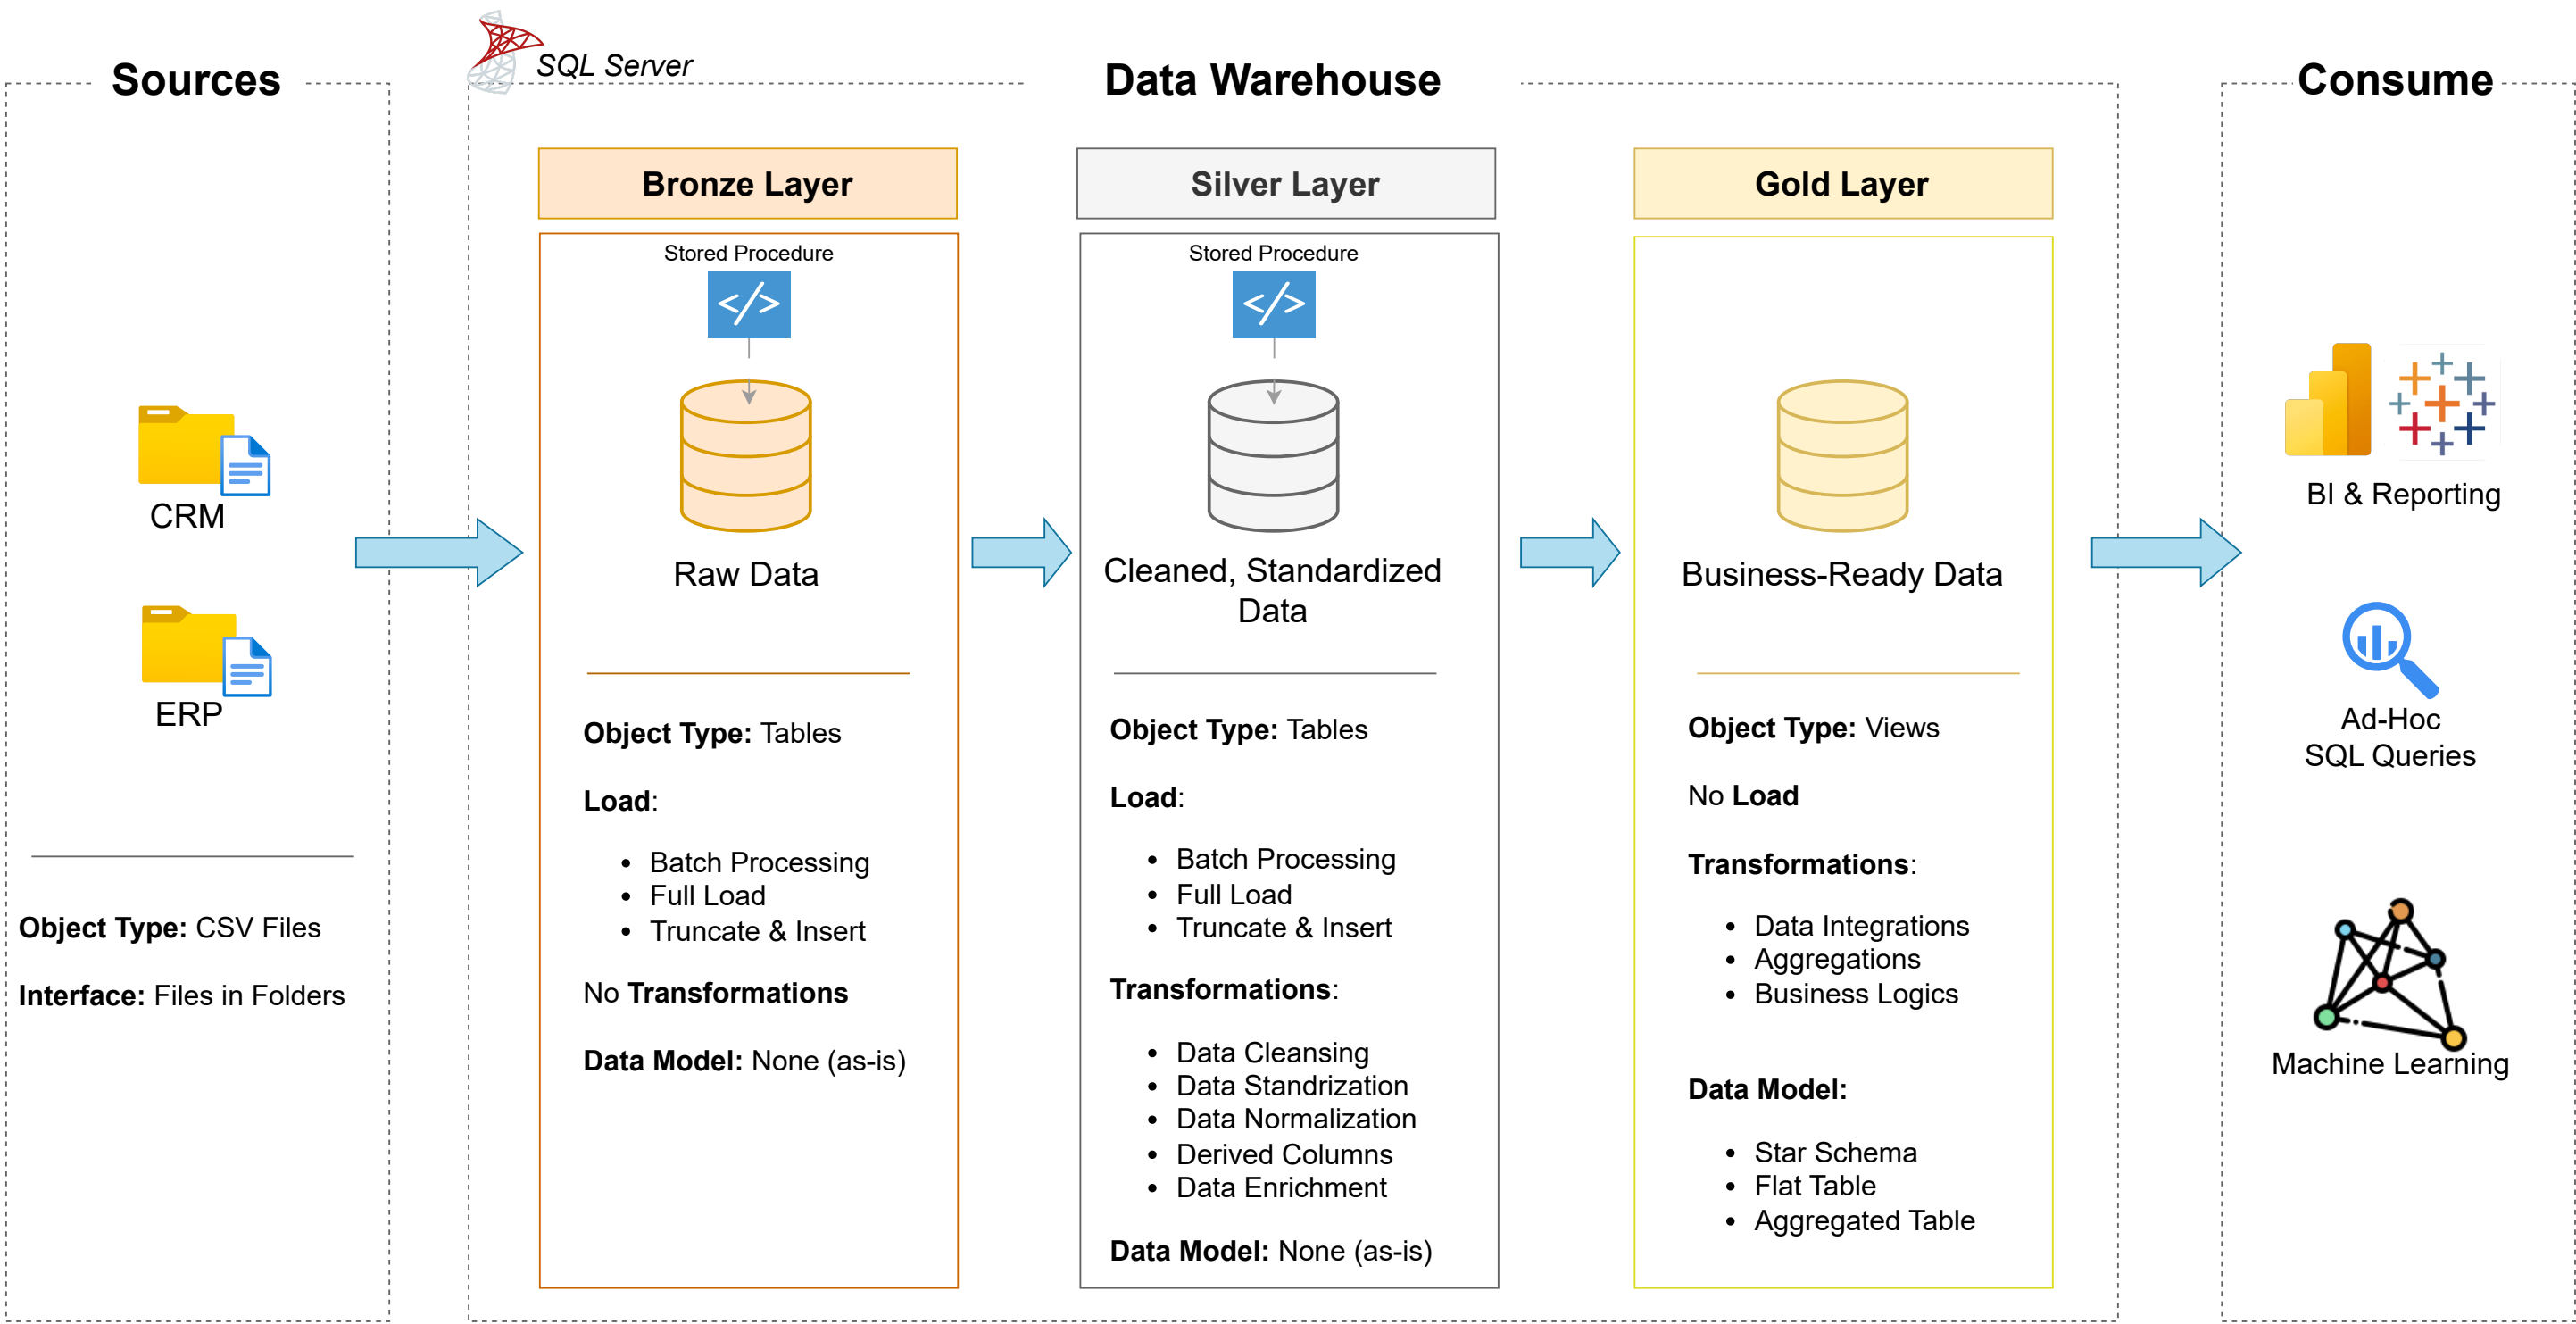 Sources
CRM
ERP
Object Type: CSV Files
Interface: Files in Folders
SQL Server
Data Warehouse
Bronze Layer
Stored Procedure
</>
Raw Data
Object Type: Tables
Load:
• Batch Processing
• Full Load
• Truncate & Insert
No Transformations
Data Model: None (as-is)
Silver Layer
Stored Procedure
</>
Cleaned, Standardized
Data
Object Type: Tables
Load:
• Batch Processing
• Full Load
• Truncate & Insert
Transformations:
• Data Cleansing
• Data Standrization
• Data Normalization
• Derived Columns
• Data Enrichment
Data Model: None (as-is)
Gold Layer
Business-Ready Data
Object Type: Views
No Load
Transformations:
• Data Integrations
• Aggregations
• Business Logics
Data Model:
• Star Schema
• Flat Table
• Aggregated Table
Consume
BI & Reporting
Ad-Hoc
SQL Queries
Machine Learning